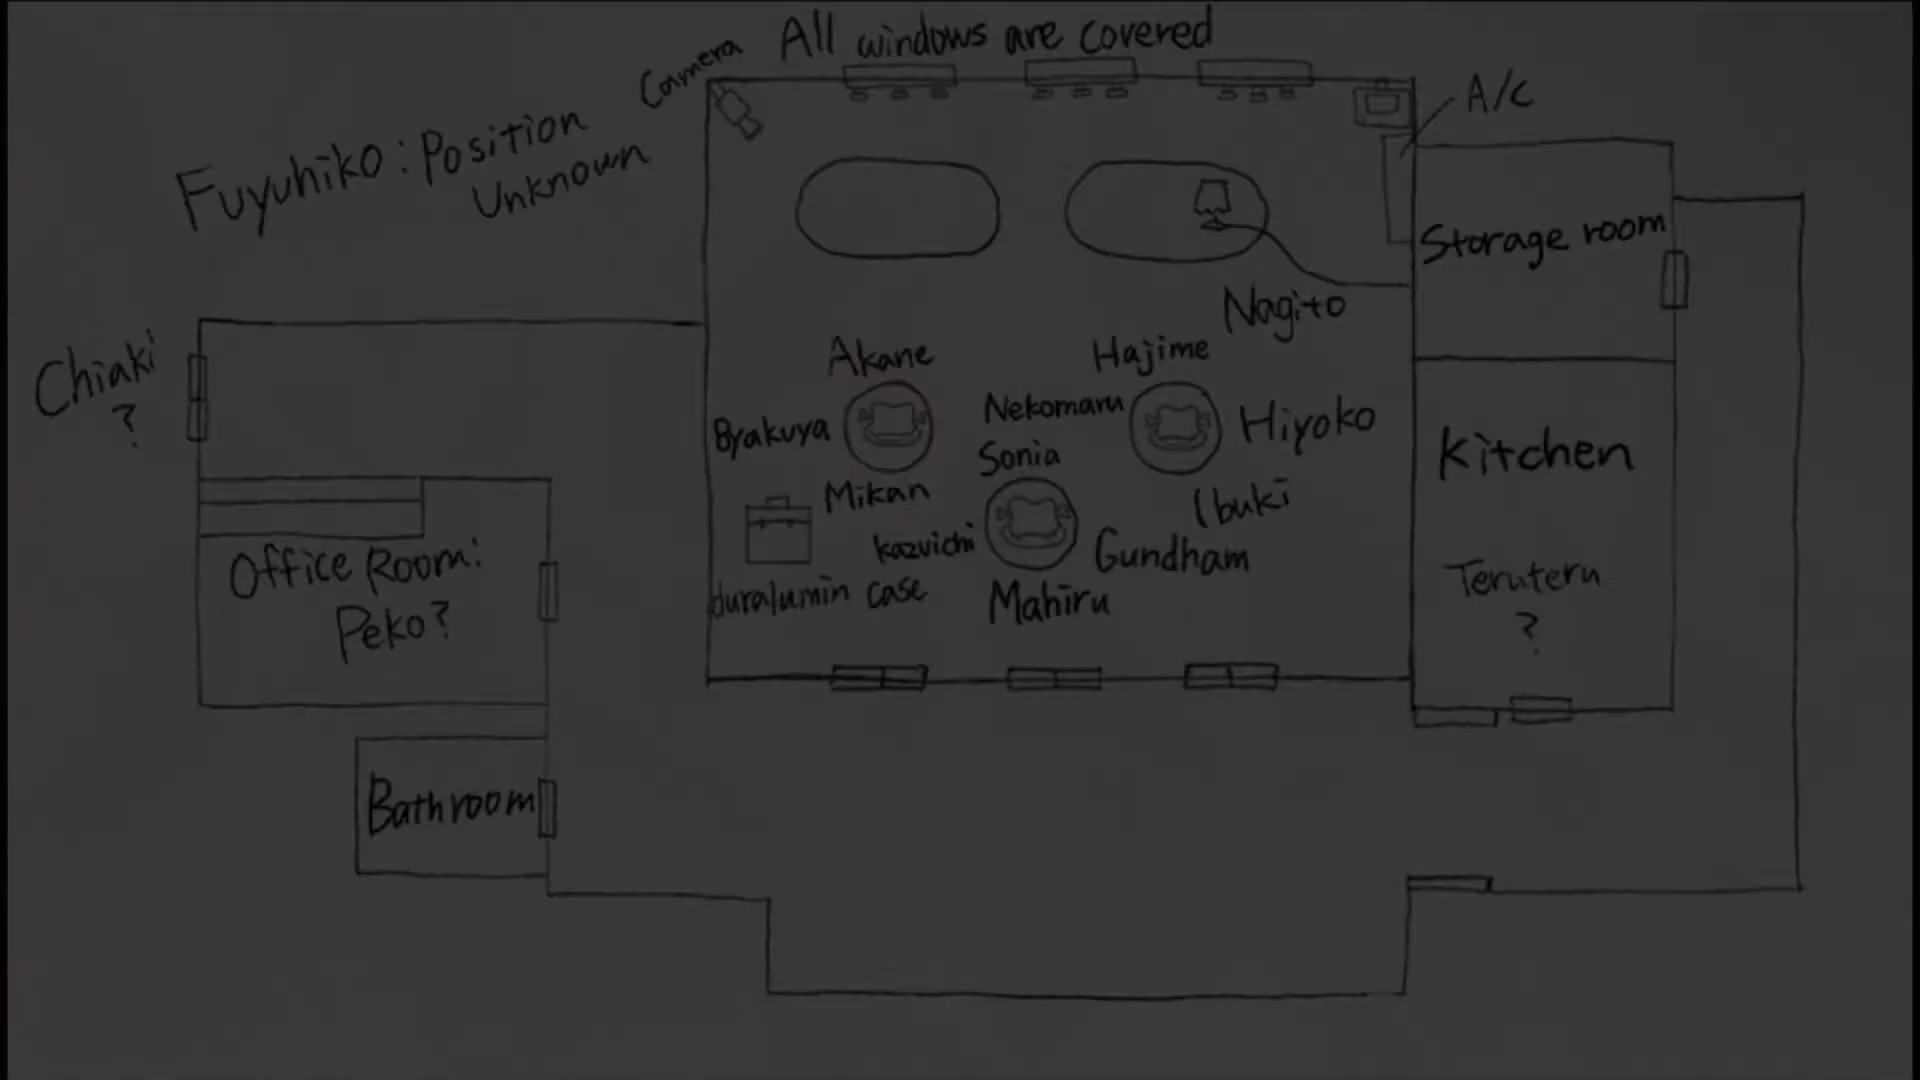 All windows are covered
Camera
A/C
Fuyuhiko: Position
Unknown
Storage room
Nagito
Chiaki
?
Akane
Hajime
Byakuya
Nekomaru
Hiyoko
Sonia
Kitchen
Mikan
Ibuki
Kazuichi
Gundham
Office Room:
Peko?
duralumin case
Mahiru
Teruteru
?
Bathroom